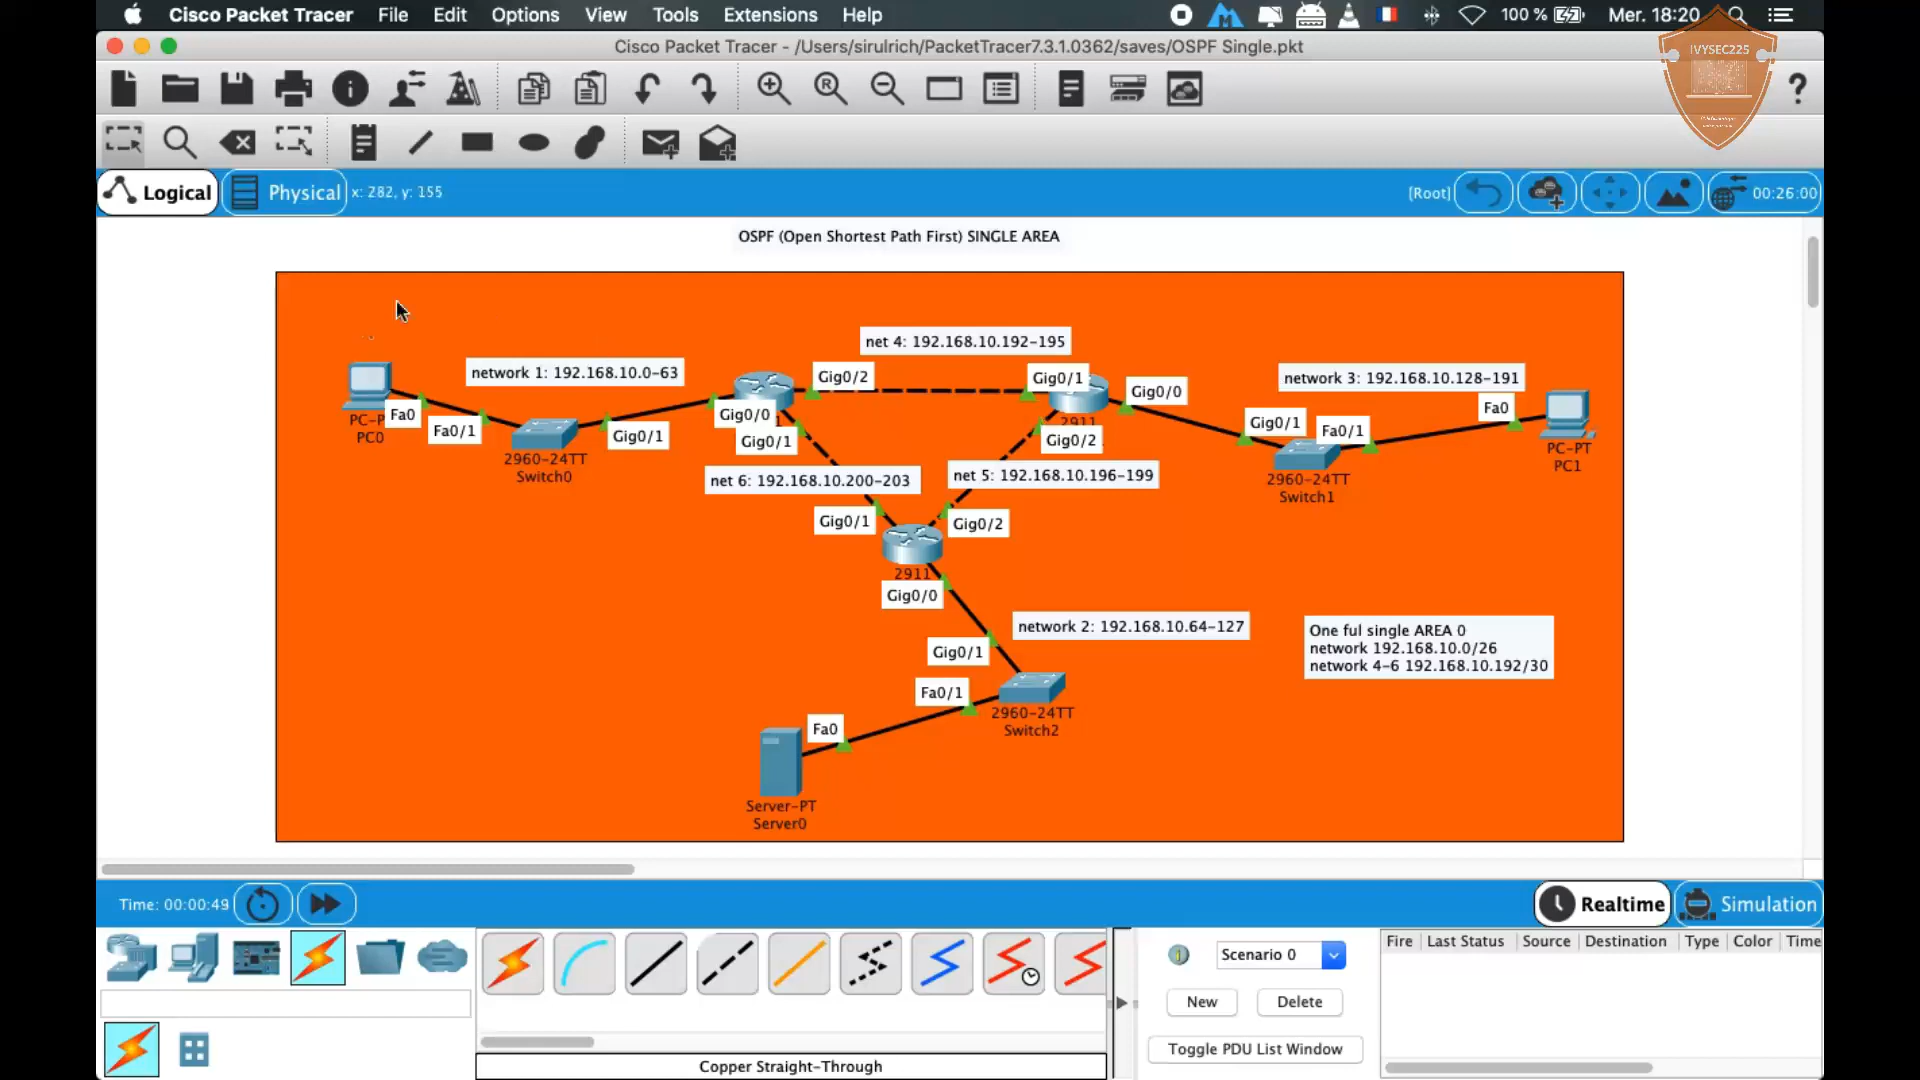 Cisco Packet Tracer File Edit Options View Tools Extensions Help 100 % Mer. 18:20
Cisco Packet Tracer - /Users/sirulrich/PacketTracer7.3.1.0362/saves/OSPF Single.pkt
IVYSEC225
Logical Physical x: 282, y: 155 [Root] 00:26:00
OSPF (Open Shortest Path First) SINGLE AREA
net 4: 192.168.10.192-195
network 1: 192.168.10.0-63
Gig0/2
Gig0/1
Gig0/0
network 3: 192.168.10.128-191
Fa0
PC-P
PC0
Fa0/1
Gig0/1
Gig0/0
Gig0/1
2911
Gig0/2
Gig0/1
Fa0/1
Fa0
PC-PT
PC1
2960-24TT
Switch0
2960-24TT
Switch1
net 6: 192.168.10.200-203
net 5: 192.168.10.196-199
Gig0/1
Gig0/2
2911
Gig0/0
network 2: 192.168.10.64-127
Gig0/1
Fa0/1
2960-24TT
Switch2
Fa0
Server-PT
Server0
One ful single AREA 0
network 192.168.10.0/26
network 4-6 192.168.10.192/30
Time: 00:00:49 Realtime Simulation
Scenario 0
New Delete
Toggle PDU List Window
Fire Last Status Source Destination Type Color Time
Copper Straight-Through